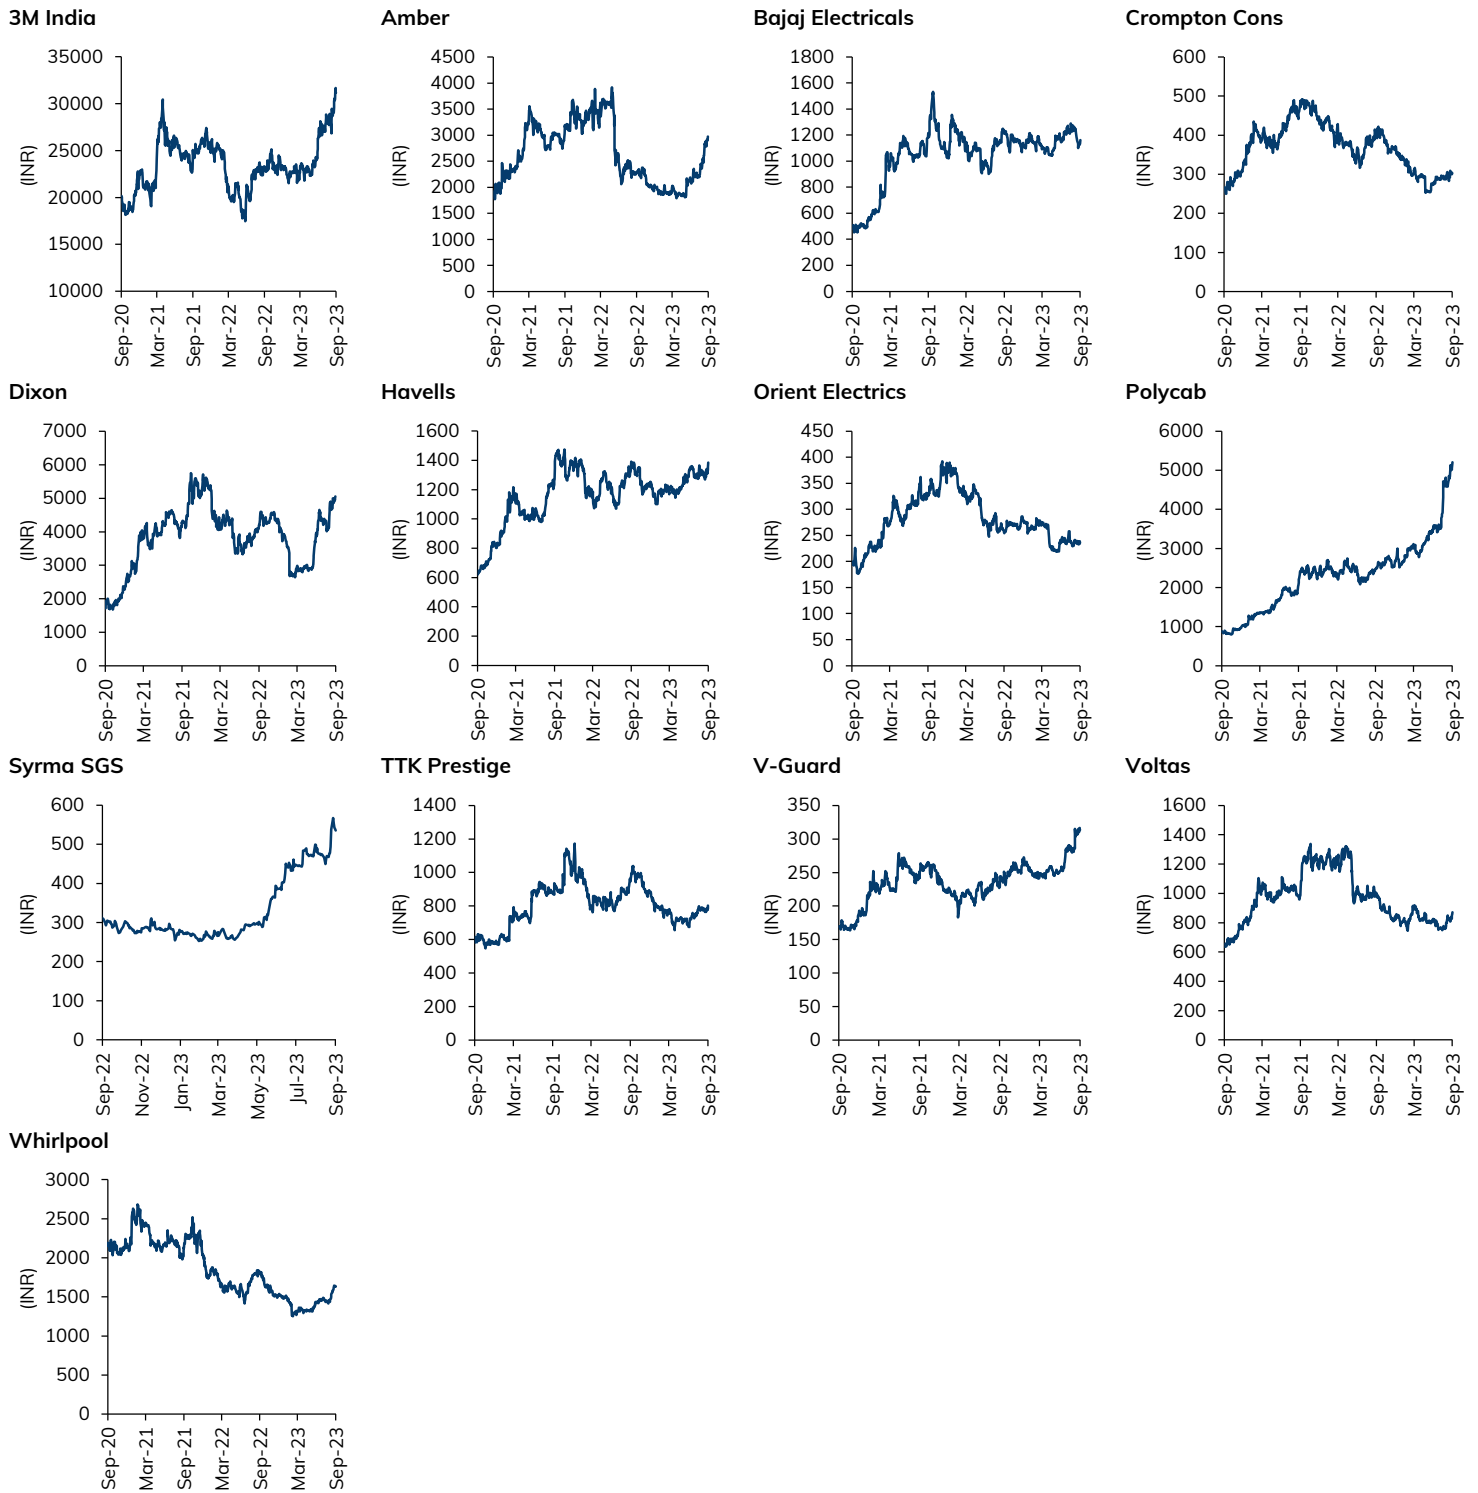 3M India
35000
30000
25000
20000
15000
10000
(INR)
Sep-20
Mar-21
Sep-21
Mar-22
Sep-22
Mar-23
Sep-23
Amber
4500
4000
3500
3000
2500
2000
1500
1000
500
0
(INR)
Sep-20
Mar-21
Sep-21
Mar-22
Sep-22
Mar-23
Sep-23
Bajaj Electricals
1800
1600
1400
1200
1000
800
600
400
200
0
(INR)
Sep-20
Mar-21
Sep-21
Mar-22
Sep-22
Mar-23
Sep-23
Crompton Cons
600
500
400
300
200
100
0
(INR)
Sep-20
Mar-21
Sep-21
Mar-22
Sep-22
Mar-23
Sep-23
Dixon
7000
6000
5000
4000
3000
2000
1000
0
(INR)
Sep-20
Mar-21
Sep-21
Mar-22
Sep-22
Mar-23
Sep-23
Havells
1600
1400
1200
1000
800
600
400
200
0
(INR)
Sep-20
Mar-21
Sep-21
Mar-22
Sep-22
Mar-23
Sep-23
Orient Electrics
450
400
350
300
250
200
150
100
50
0
(INR)
Sep-20
Mar-21
Sep-21
Mar-22
Sep-22
Mar-23
Sep-23
Polycab
6000
5000
4000
3000
2000
1000
0
(INR)
Sep-20
Mar-21
Sep-21
Mar-22
Sep-22
Mar-23
Sep-23
Syrma SGS
600
500
400
300
200
100
0
(INR)
Sep-22
Nov-22
Jan-23
Mar-23
May-23
Jul-23
Sep-23
TTK Prestige
1400
1200
1000
800
600
400
200
0
(INR)
Sep-20
Mar-21
Sep-21
Mar-22
Sep-22
Mar-23
Sep-23
V-Guard
350
300
250
200
150
100
50
0
(INR)
Sep-20
Mar-21
Sep-21
Mar-22
Sep-22
Mar-23
Sep-23
Voltas
1600
1400
1200
1000
800
600
400
200
0
(INR)
Sep-20
Mar-21
Sep-21
Mar-22
Sep-22
Mar-23
Sep-23
Whirlpool
3000
2500
2000
1500
1000
500
0
(INR)
Sep-20
Mar-21
Sep-21
Mar-22
Sep-22
Mar-23
Sep-23